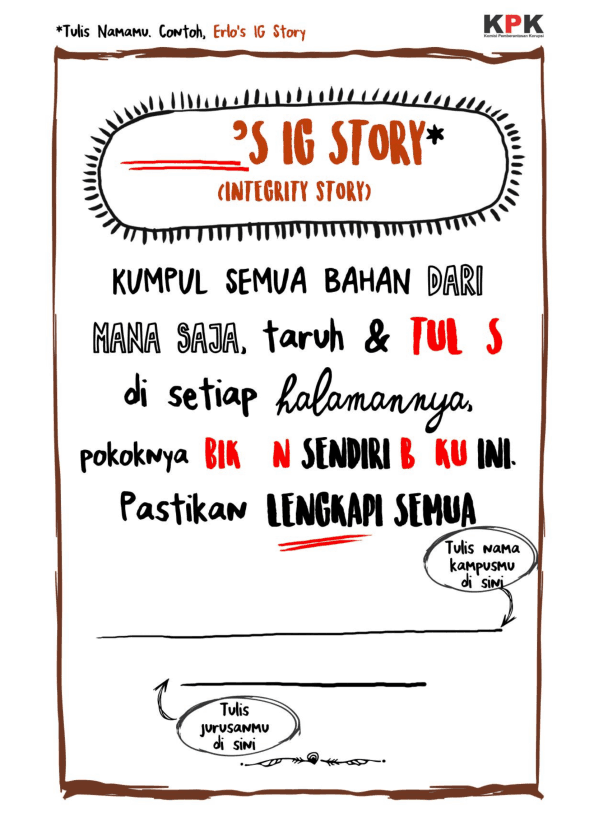 *Tulis Namamu. Contoh, Erlo's IG Story
KPK
Komisi Pemberantasan Korupsi
's IG STORY*
(INTEGRITY STORY)
KUMPUL SEMUA BAHAN DARI
MANA SAJA, taruh & TUL S
di setiap halamannya,
pokoknya BIK N SENDIRI B KU INI.
Pastikan LENGKAPI SEMUA
Tulis nama
kampusmu
di sini
Tulis
jurusanmu
di sini